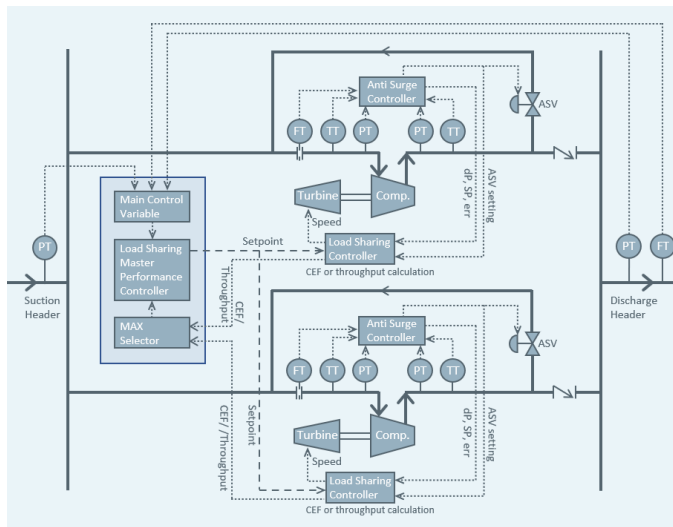 Anti Surge
Controller
ASV
FT
TT
PT
PT
TT
dP, SP, err
ASV setting
Turbine
Comp.
Speed
Load Sharing
Controller
CEF or throughput calculation
Main Control
Variable
Load Sharing
Master
Performance
Controller
MAX
Selector
Setpoint
CEF/
Throughput
PT
Suction
Header
PT
FT
Discharge
Header
Anti Surge
Controller
ASV
FT
TT
PT
PT
TT
dP, SP, err
ASV setting
Setpoint
CEF/ /Throughput
Turbine
Comp.
Speed
Load Sharing
Controller
CEF or throughput calculation